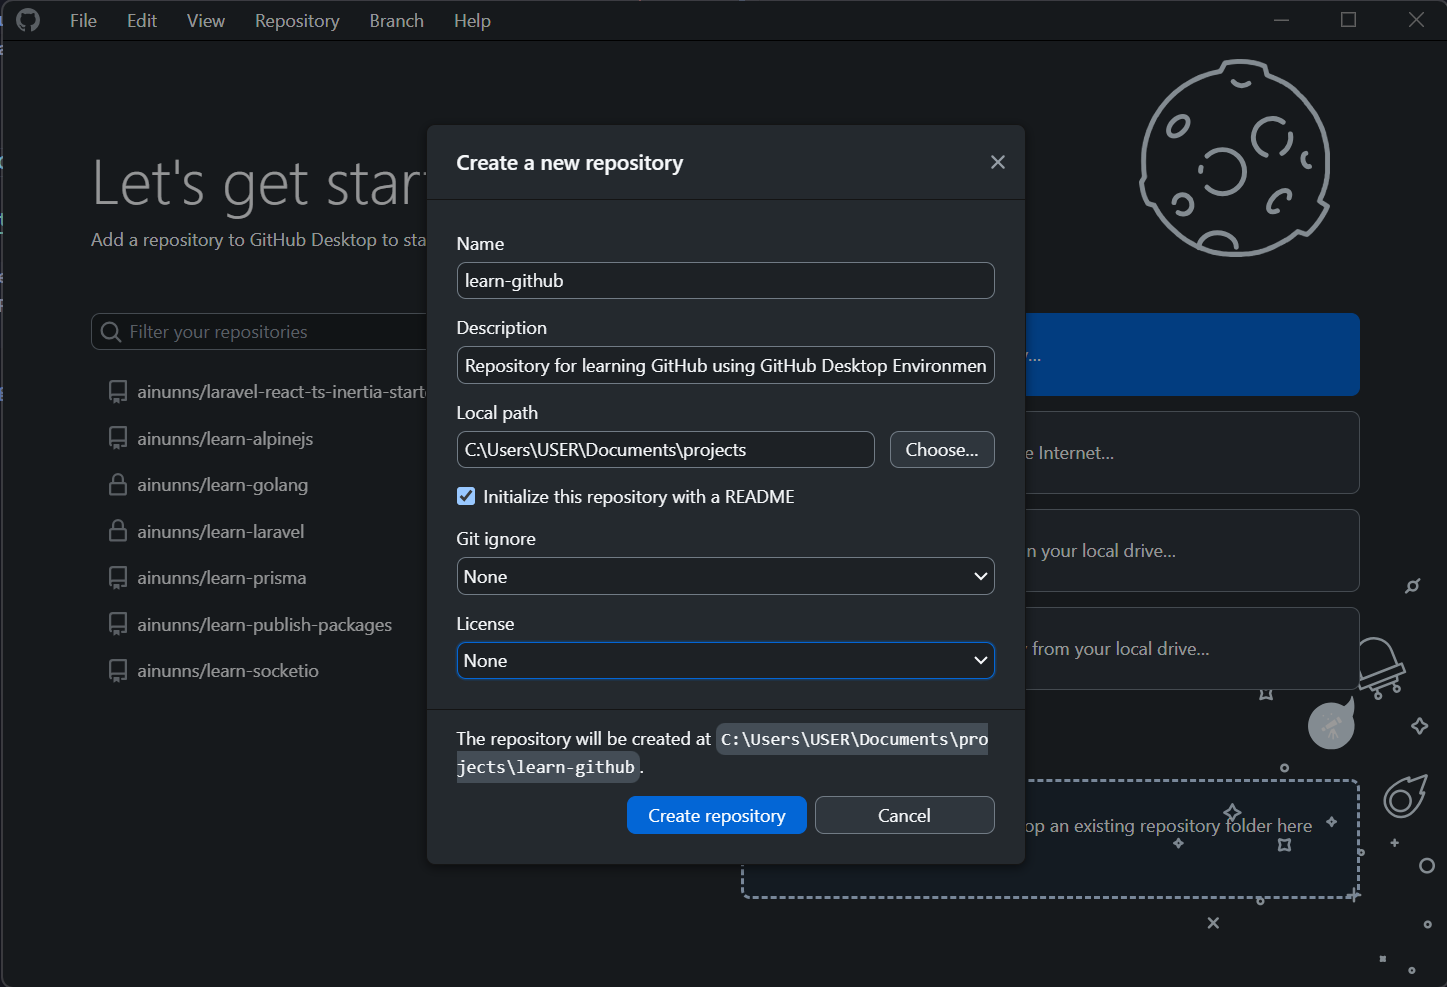 File Edit View Repository Branch Help
Let's get star
Add a repository to GitHub Desktop to sta
Filter your repositories
ainunns/laravel-react-ts-inertia-start
ainunns/learn-alpinejs
ainunns/learn-golang
ainunns/learn-laravel
ainunns/learn-prisma
ainunns/learn-publish-packages
ainunns/learn-socketio
Create a new repository
Name
learn-github
Description
Repository for learning GitHub using GitHub Desktop Environmen
Local path
C:\Users\USER\Documents\projects
Choose...
Initialize this repository with a README
Git ignore
None
License
None
The repository will be created at C:\Users\USER\Documents\pro
jects\learn-github.
Create repository
Cancel
...
e Internet...
n your local drive...
from your local drive...
op an existing repository folder here